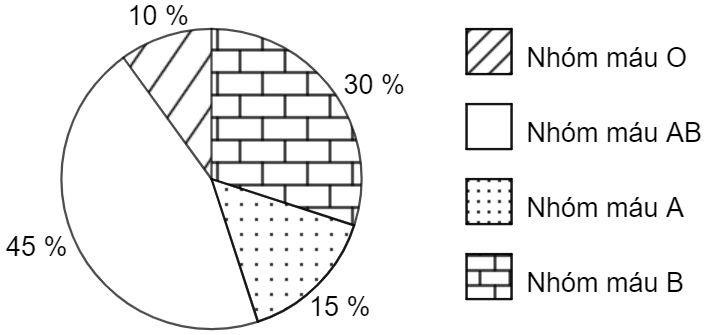 10 %
30 %
45 %
15 %
Nhóm máu O
Nhóm máu AB
Nhóm máu A
Nhóm máu B